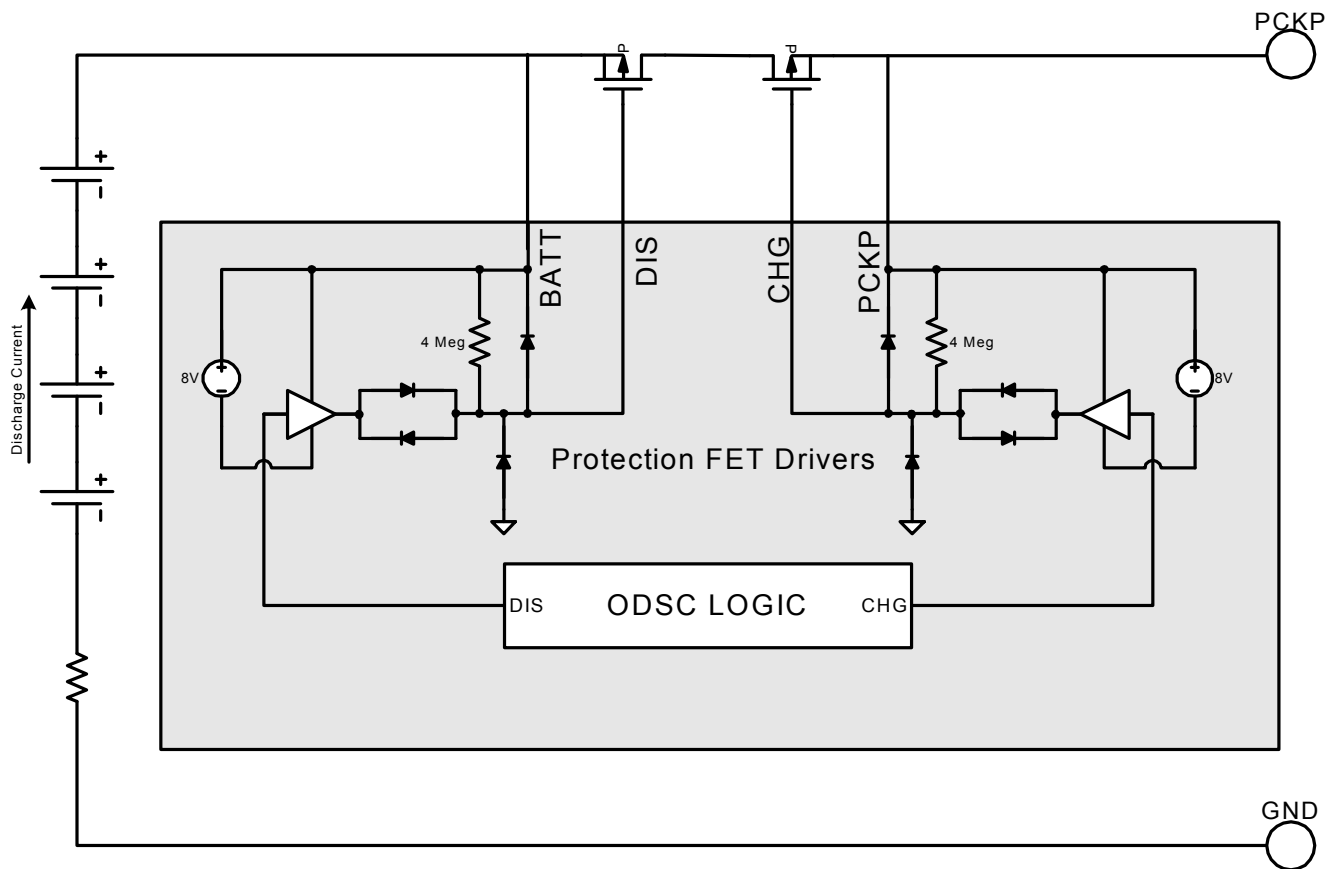 PCKP
P
P
BATT
DIS
CHG
PCKP
4 Meg
4 Meg
8V
8V
Discharge Current
Protection FET Drivers
DIS
ODSC LOGIC
CHG
GND